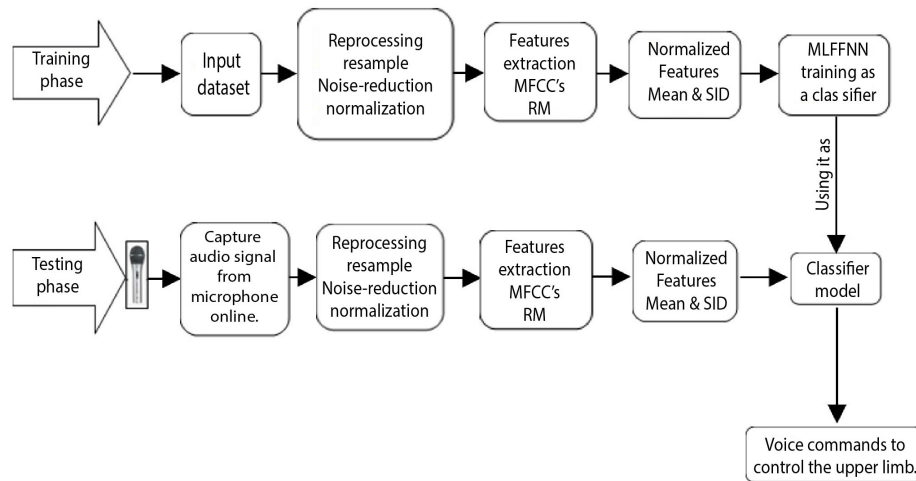 Training
phase
Input
dataset
Reprocessing
resample
Noise-reduction
normalization
Features
extraction
MFCC's
RM
Normalized
Features
Mean & SID
MLFFNN
training as
a clas sifier
Using it as
Testing
phase
Capture
audio signal
from
microphone
online.
Reprocessing
resample
Noise-reduction
normalization
Features
extraction
MFCC's
RM
Normalized
Features
Mean & SID
Classifier
model
Voice commands to
control the upper limb.